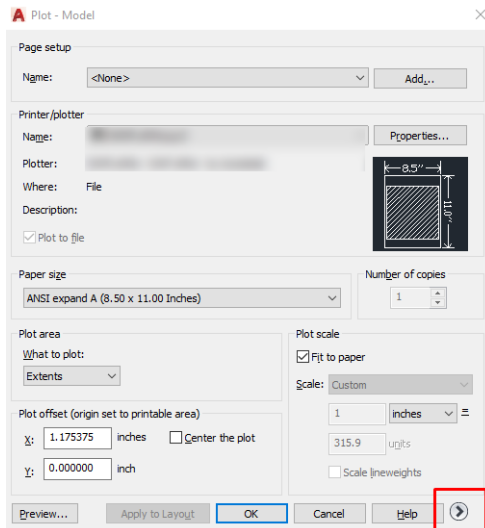 Plot - Model
Page setup
Name: <None> Add...
Printer/plotter
Name: Properties...
Plotter:
Where: File
Description:
Plot to file
8.5"
11.0"
Paper size
ANSI expand A (8.50 x 11.00 Inches)
Number of copies
1
Plot area
What to plot:
Extents
Plot scale
Fit to paper
Scale: Custom
1 inches =
315.9 units
Scale lineweights
Plot offset (origin set to printable area)
X: 1.175375 inches Center the plot
Y: 0.000000 inch
Preview... Apply to Layout OK Cancel Help